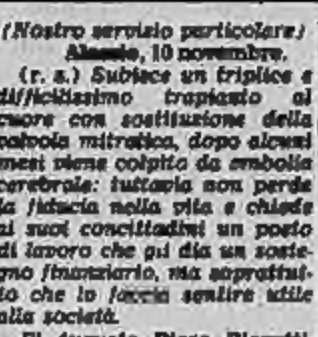 (Nostro servizio particolare)
Alassio, 10 novembre.
(r. s.) Subisce un triplice e
difficilissimo trapianto al
cuore con sostituzione della
valvola mitralica, dopo alcuni
mesi viene colpito da embolia
cerebrale: tuttavia non perde
la fiducia nella vita e chiede
ai suoi concittadini un posto
di lavoro che gli dia un soste-
gno finanziario, ma soprattut-
to che lo faccia sentire utile
alla società.